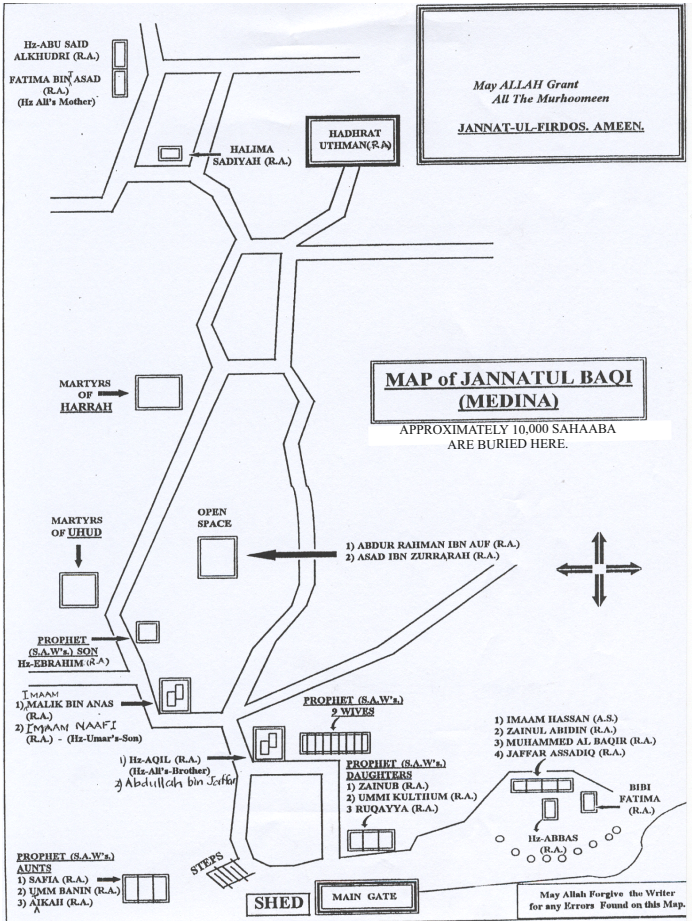 Hz-ABU SAID
ALKHUDRI (R.A.)
FATIMA BIN ASAD
(R.A.)
(Hz Ali's Mother)
HALIMA
SADIYAH (R.A.)
HADHRAT
UTHMAN(RA)
May ALLAH Grant
All The Murhoomeen
JANNAT-UL-FIRDOS. AMEEN.
MARTYRS
OF
HARRAH
MAP of JANNATUL BAQI
(MEDINA)
APPROXIMATELY 10,000 SAHAABA
ARE BURIED HERE.
MARTYRS
OF UHUD
OPEN
SPACE
1) ABDUR RAHMAN IBN AUF (R.A.)
2) ASAD IBN ZURRARAH (R.A.)
PROPHET
(S.A.W's) SON
Hz-EBRAHIM (R.A)
IMAAM
1) MALIK BIN ANAS
(R.A.)
2) IMAAM NAAFI
(R.A.) - (Hz-Umar's-Son)
PROPHET (S.A.W's.)
9 WIVES
1) Hz-AQIL (R.A.)
(Hz-Ali's-Brother)
2) Abdullah bin Jaffar
PROPHET (S.A.W's.)
DAUGHTERS
1) ZAINUB (R.A.)
2) UMMI KULTHUM (R.A.)
3 RUQAYYA (R.A.)
1) IMAAM HASSAN (A.S.)
2) ZAINUL ABIDIN (R.A.)
3) MUHAMMED AL BAQIR (R.A.)
4) JAFFAR ASSADIQ (R.A.)
BIBI
FATIMA
(R.A.)
Hz-ABBAS
(R.A.)
PROPHET (S.A.W's.)
AUNTS
1) SAFIA (R.A.)
2) UMM BANIN (R.A.)
3) AIKAH (R.A.)
STEPS
SHED
MAIN GATE
May Allah Forgive the Writer
for any Errors Found on this Map.